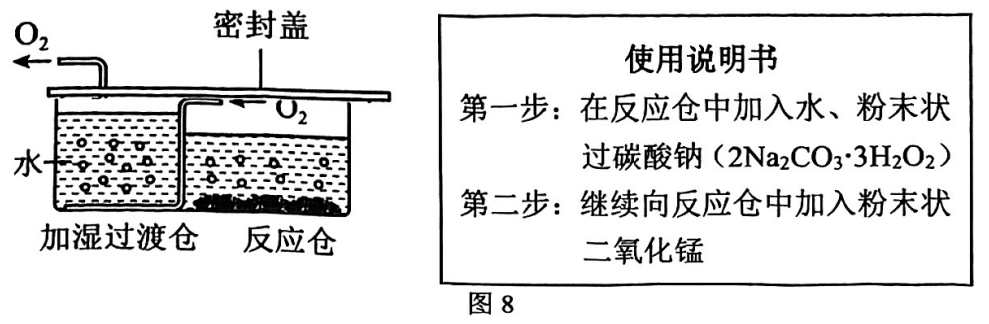 O₂
密封盖
O₂
水
加湿过渡仓
反应仓
使用说明书
第一步：在反应仓中加入水、粉末状
过碳酸钠（2Na₂CO₃·3H₂O₂）
第二步：继续向反应仓中加入粉末状
二氧化锰
图 8